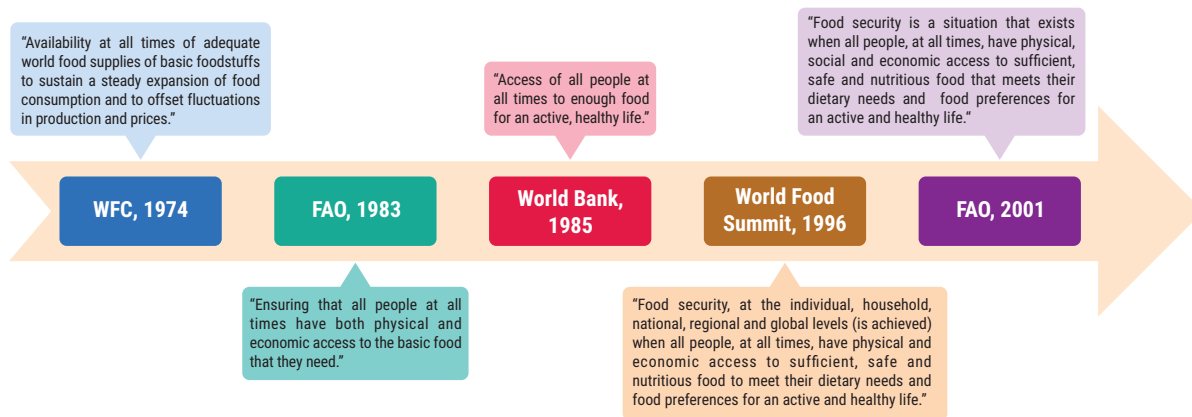 “Availability at all times of adequate
world food supplies of basic foodstuffs
to sustain a steady expansion of food
consumption and to offset fluctuations
in production and prices.”
“Access of all people at
all times to enough food
for an active, healthy life.”
“Food security is a situation that exists
when all people, at all times, have physical,
social and economic access to sufficient,
safe and nutritious food that meets their
dietary needs and food preferences for
an active and healthy life.“
WFC, 1974
FAO, 1983
World Bank,
1985
World Food
Summit, 1996
FAO, 2001
“Ensuring that all people at all
times have both physical and
economic access to the basic food
that they need.”
“Food security, at the individual, household,
national, regional and global levels (is achieved)
when all people, at all times, have physical and
economic access to sufficient, safe and
nutritious food to meet their dietary needs and
food preferences for an active and healthy life.”